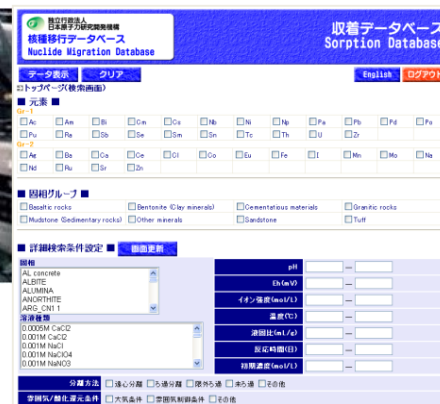 独立行政法人
日本原子力研究開発機構
核種移行データベース
Nuclide Migration Database
収着データベース
Sorption Database
データ表示 クリア English ログアウト
トップページ(検索画面)
■ 元素 ■
Gr-1
Ac Am Bi Cm Cs Nb Ni Np Pa Pb Pd Po
Pu Ra Sb Se Sm Sn Tc Th U Zr
Gr-2
Ag Ba Ca Ce Cl Co Eu Fe I Mn Mo Na
Nd Ru Sr Zn
■ 固相グループ ■
Basaltic rocks Bentonite (Clay minerals) Cementatious materials Granitic rocks
Mudstone (Sedimentary rocks) Other minerals Sandstone Tuff
■ 詳細検索条件設定 ■ 画面更新
固相
AL concrete
ALBITE
ALUMINA
ANORTHITE
ARG_CN1 1
溶液種類
0.0005M CaCl2
0.001M CaCl2
0.001M NaCl
0.001M NaClO4
0.001M NaNO3
pH —
Eh(mV) —
イオン強度(mol/L) —
温度(℃) —
液固比(mL/g) —
反応時間(日) —
初期濃度(mol/L) —
分離方法 遠心分離 ろ過分離 限外ろ過 未ろ過 その他
雰囲気/酸化還元条件 大気条件 雰囲気制御条件 その他